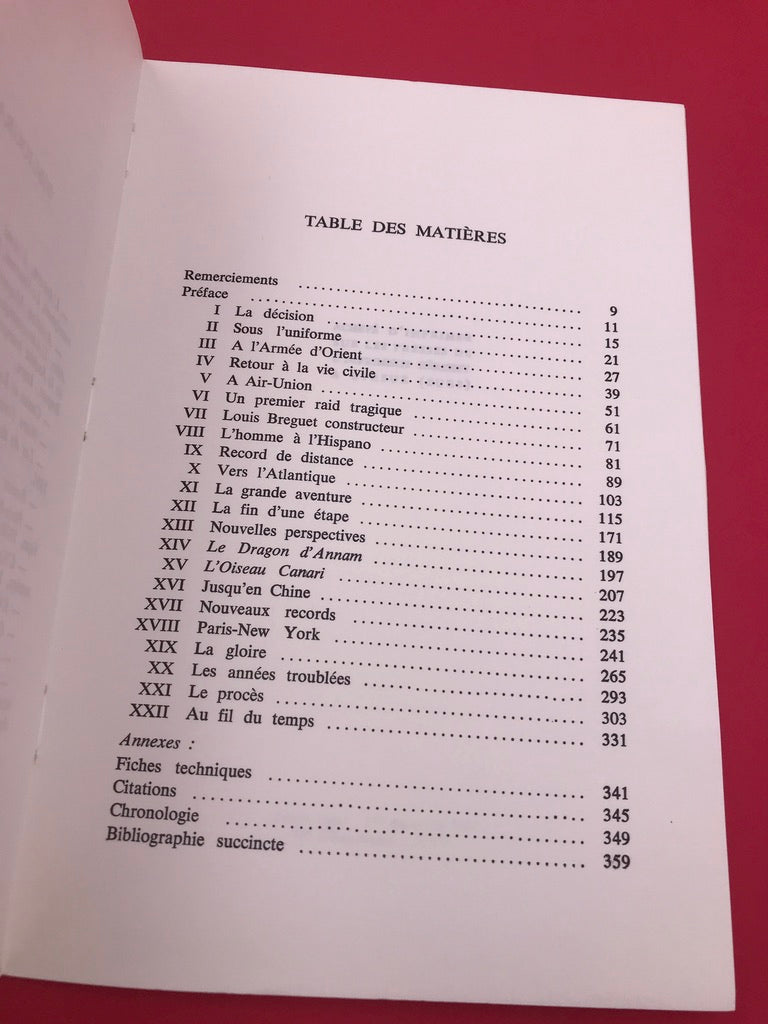 TABLE DES MATIÈRES
Remerciements ........ 9
Préface ........ 11
I La décision ........ 15
II Sous l'uniforme ........ 21
III A l'Armée d'Orient ........ 27
IV Retour à la vie civile ........ 39
V A Air-Union ........ 51
VI Un premier raid tragique ........ 61
VII Louis Breguet constructeur ........ 71
VIII L'homme à l'Hispano ........ 81
IX Record de distance ........ 89
X Vers l'Atlantique ........ 103
XI La grande aventure ........ 115
XII La fin d'une étape ........ 171
XIII Nouvelles perspectives ........ 189
XIV Le Dragon d'Annam ........ 197
XV L'Oiseau Canari ........ 207
XVI Jusqu'en Chine ........ 223
XVII Nouveaux records ........ 235
XVIII Paris-New York ........ 241
XIX La gloire ........ 265
XX Les années troublées ........ 293
XXI Le procès ........ 303
XXII Au fil du temps ........ 331
Annexes :
Fiches techniques ........ 341
Citations ........ 345
Chronologie ........ 349
Bibliographie succincte ........ 359